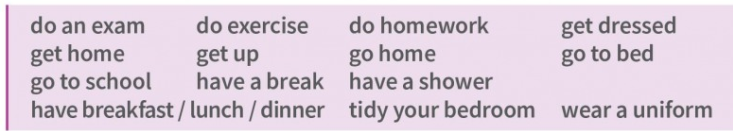 do an exam do exercise do homework get dressed
get home get up go home go to bed
go to school have a break have a shower
have breakfast / lunch / dinner tidy your bedroom wear a uniform